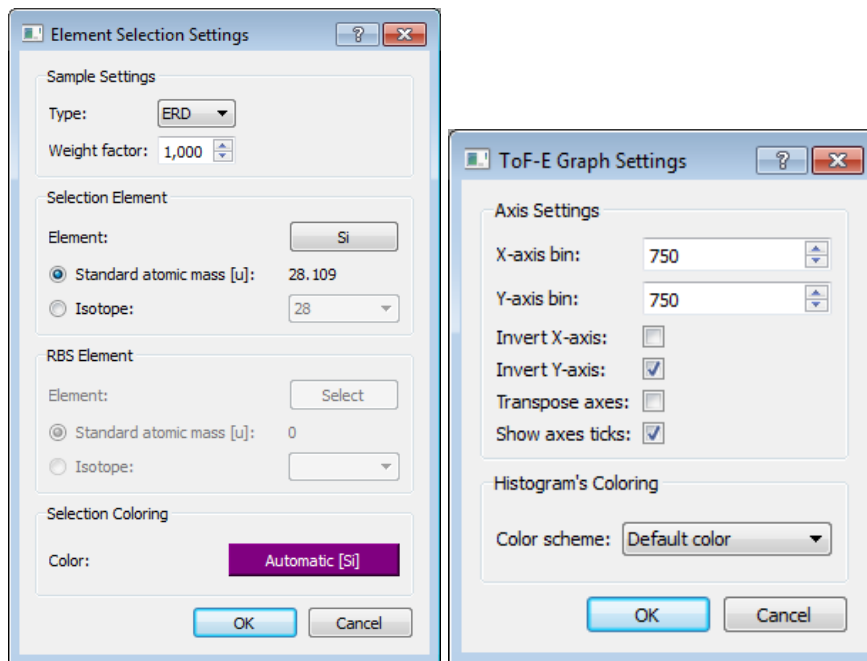 Element Selection Settings
Sample Settings
Type: ERD
Weight factor: 1,000
Selection Element
Element: Si
Standard atomic mass [u]: 28.109
Isotope: 28
RBS Element
Element: Select
Standard atomic mass [u]: 0
Isotope:
Selection Coloring
Color: Automatic [Si]
OK Cancel
ToF-E Graph Settings
Axis Settings
X-axis bin: 750
Y-axis bin: 750
Invert X-axis:
Invert Y-axis:
Transpose axes:
Show axes ticks:
Histogram's Coloring
Color scheme: Default color
OK Cancel